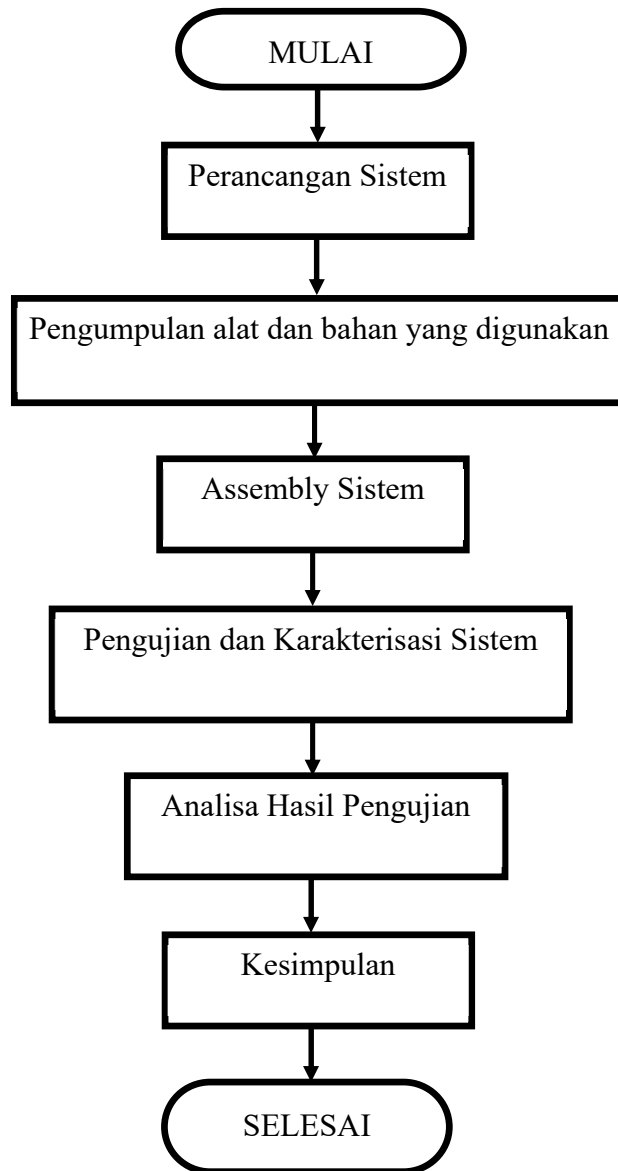 MULAI
Perancangan Sistem
Pengumpulan alat dan bahan yang digunakan
Assembly Sistem
Pengujian dan Karakterisasi Sistem
Analisa Hasil Pengujian
Kesimpulan
SELESAI